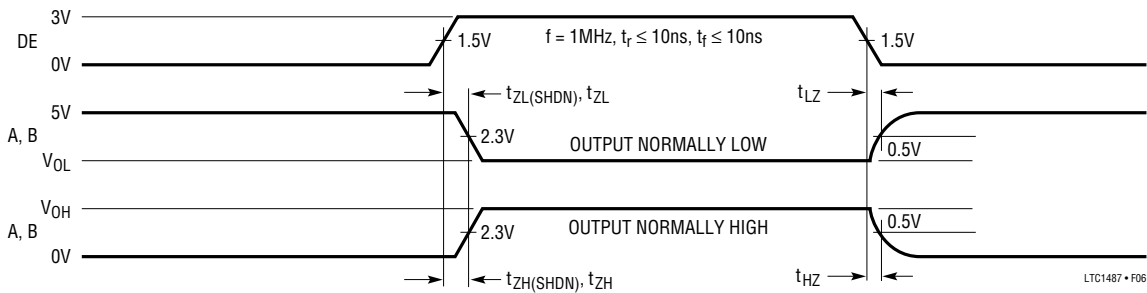 3V
DE
0V
1.5V
f = 1MHz, tr ≤ 10ns, tf ≤ 10ns
1.5V
tZL(SHDN), tZL
tLZ
5V
A, B
VOL
2.3V
OUTPUT NORMALLY LOW
0.5V
VOH
A, B
0V
2.3V
OUTPUT NORMALLY HIGH
0.5V
tZH(SHDN), tZH
tHZ
LTC1487 • F06